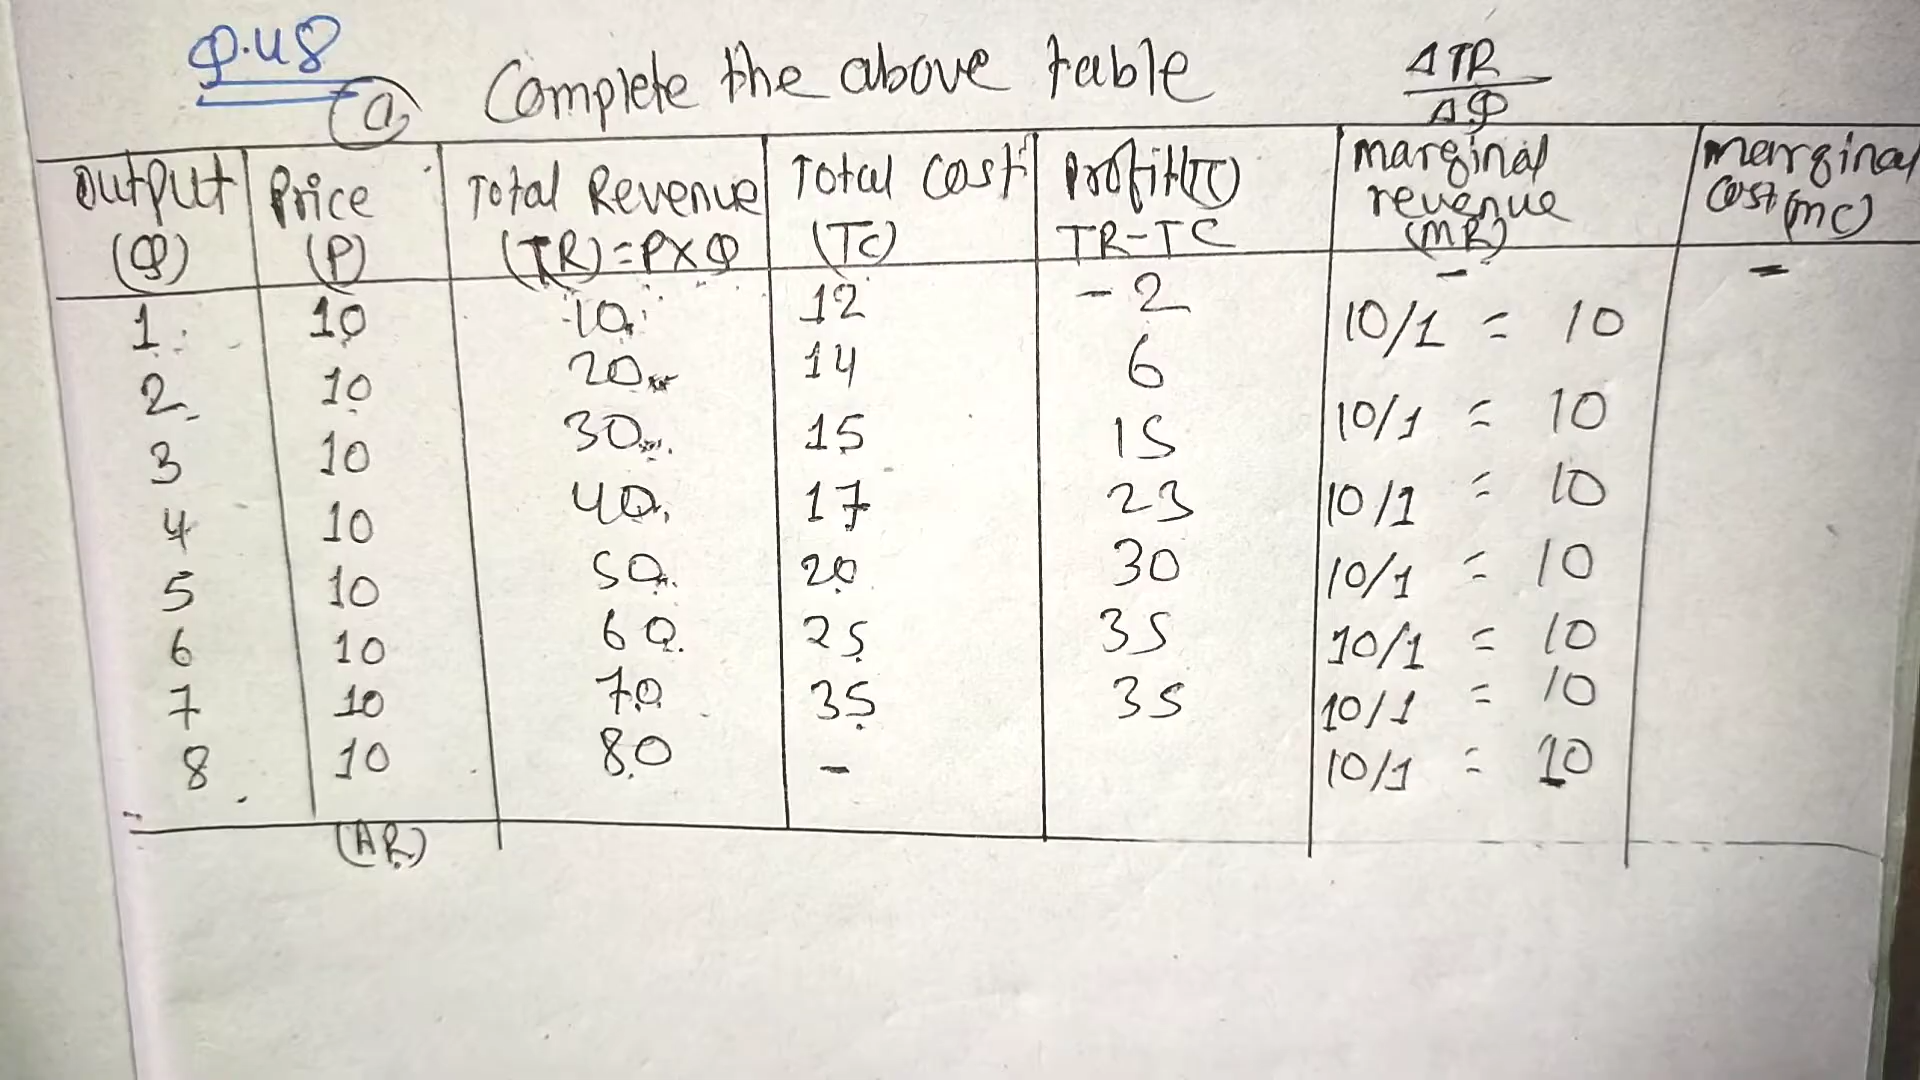 Q.48
(a) Complete the above table ΔTR/ΔQ
Output (Q) | Price (P) | Total Revenue (TR)=P×Q | Total Cost (TC) | Profit(π) TR-TC | marginal revenue (MR) | marginal cost(mc)
- -
1 10 10 12 -2 10/1 = 10
2 10 20 14 6 10/1 = 10
3 10 30 15 15 10/1 = 10
4 10 40 17 23 10/1 = 10
5 10 50 20 30 10/1 = 10
6 10 60 25 35 10/1 = 10
7 10 70 35 35 10/1 = 10
8 10 80 -
(AR)